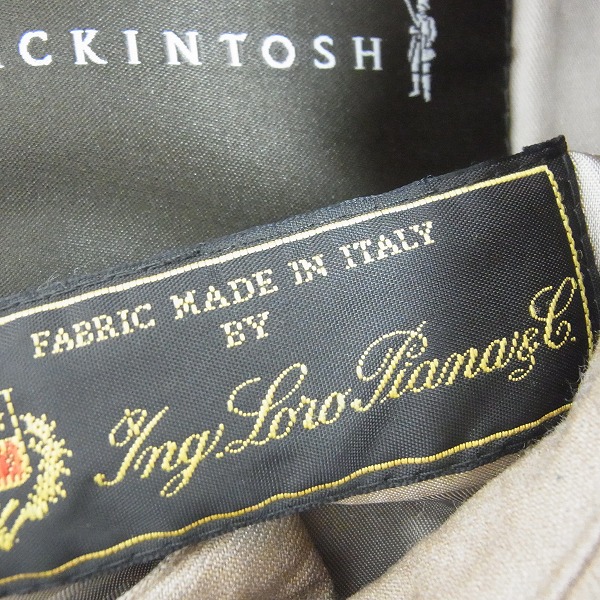 ACKINTOSH
FABRIC MADE IN ITALY
BY
Ing. Loro Piana & C.